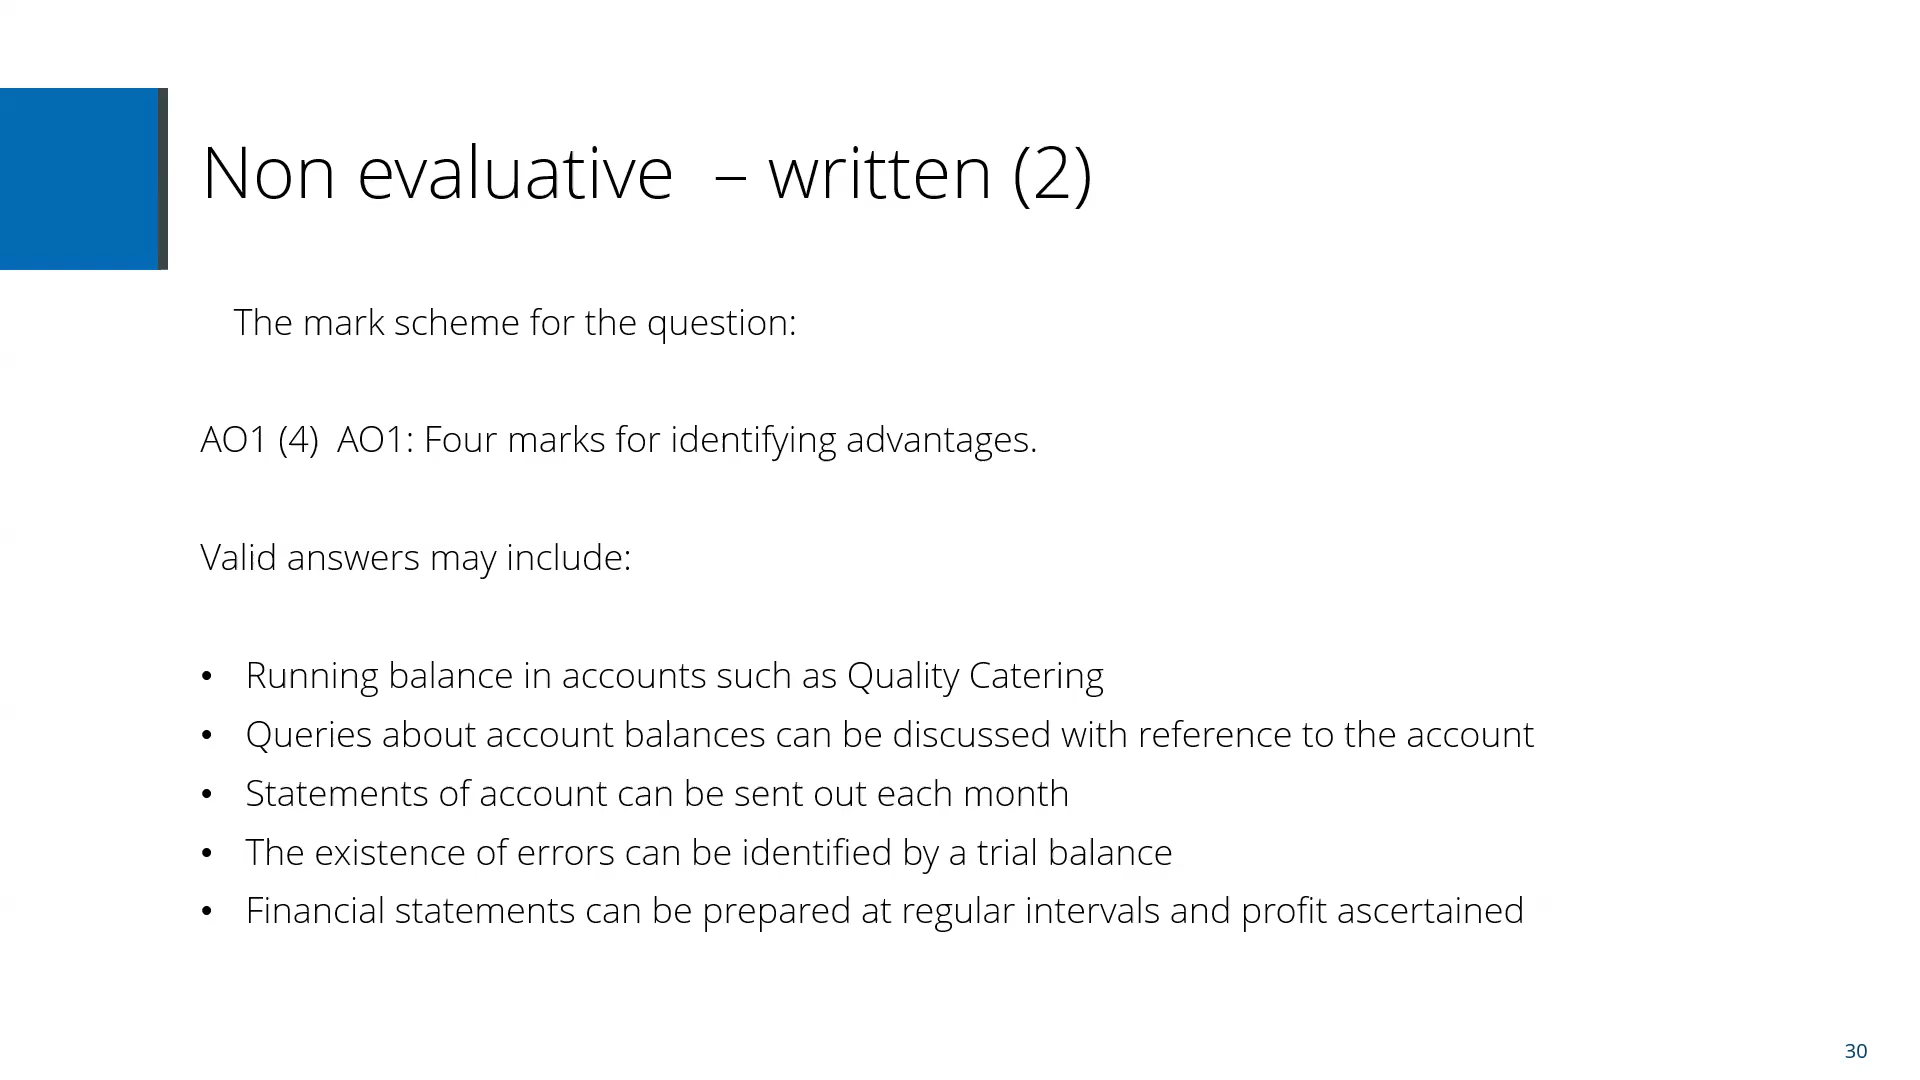 Non evaluative – written (2)
The mark scheme for the question:
AO1 (4) AO1: Four marks for identifying advantages.
Valid answers may include:
• Running balance in accounts such as Quality Catering
• Queries about account balances can be discussed with reference to the account
• Statements of account can be sent out each month
• The existence of errors can be identified by a trial balance
• Financial statements can be prepared at regular intervals and profit ascertained
30